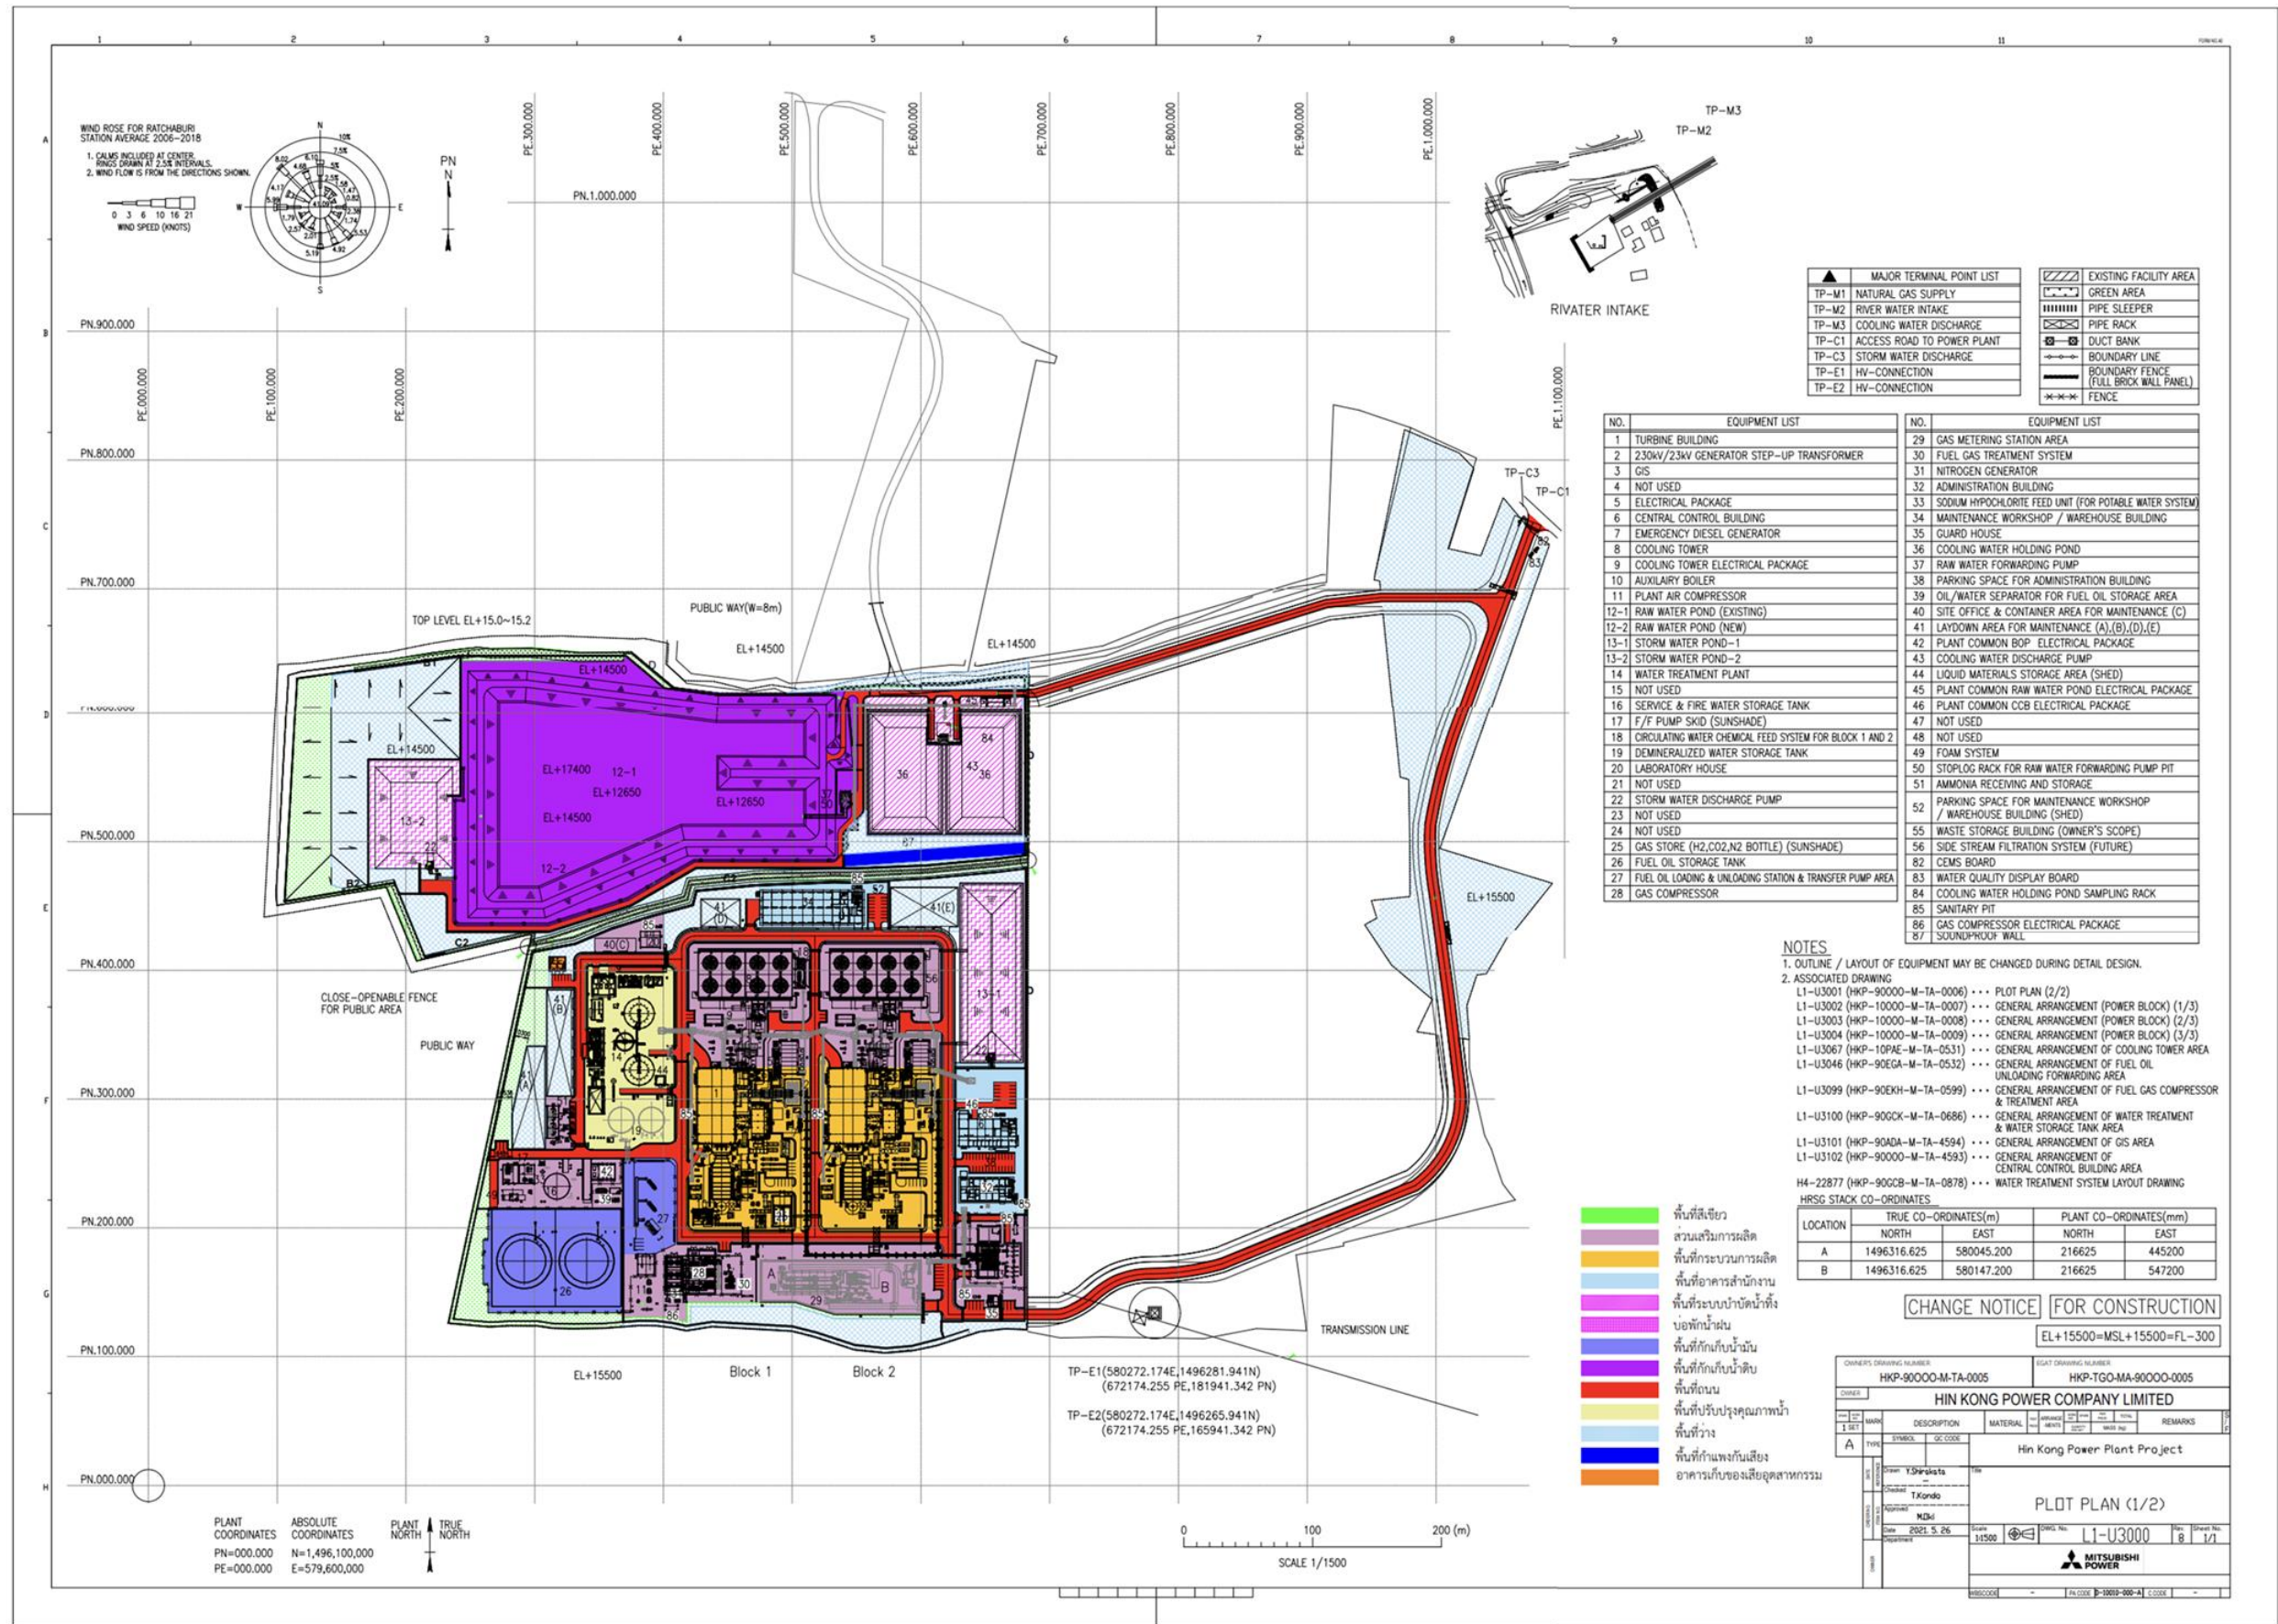 WIND ROSE FOR RATCHABURI
STATION AVERAGE 2006-2018
1. CALMS INCLUDED AT CENTER.
RINGS DRAWN AT 2.5% INTERVALS.
2. WIND FLOW IS FROM THE DIRECTIONS SHOWN.
0 3 6 10 16 21
WIND SPEED (KNOTS)
N
W
E
S
PN
N
PE.000.000
PE.100.000
PE.200.000
PE.300.000
PE.400.000
PE.500.000
PE.600.000
PE.700.000
PE.800.000
PE.900.000
PE.1.000.000
PE.1.100.000
PN.1.000.000
PN.900.000
PN.800.000
PN.700.000
PN.500.000
PN.400.000
PN.300.000
PN.200.000
PN.100.000
PN.000.000
TP-M3
TP-M2
RIVATER INTAKE
MAJOR TERMINAL POINT LIST
TP-M1 NATURAL GAS SUPPLY
TP-M2 RIVER WATER INTAKE
TP-M3 COOLING WATER DISCHARGE
TP-C1 ACCESS ROAD TO POWER PLANT
TP-C3 STORM WATER DISCHARGE
TP-E1 HV-CONNECTION
TP-E2 HV-CONNECTION
EXISTING FACILITY AREA
GREEN AREA
PIPE SLEEPER
PIPE RACK
DUCT BANK
BOUNDARY LINE
BOUNDARY FENCE
(FULL BRICK WALL PANEL)
FENCE
NO. EQUIPMENT LIST
1 TURBINE BUILDING
2 230kV/23kV GENERATOR STEP-UP TRANSFORMER
3 GIS
4 NOT USED
5 ELECTRICAL PACKAGE
6 CENTRAL CONTROL BUILDING
7 EMERGENCY DIESEL GENERATOR
8 COOLING TOWER
9 COOLING TOWER ELECTRICAL PACKAGE
10 AUXILAIRY BOILER
11 PLANT AIR COMPRESSOR
12-1 RAW WATER POND (EXISTING)
12-2 RAW WATER POND (NEW)
13-1 STORM WATER POND-1
13-2 STORM WATER POND-2
14 WATER TREATMENT PLANT
15 NOT USED
16 SERVICE & FIRE WATER STORAGE TANK
17 F/F PUMP SKID (SUNSHADE)
18 CIRCULATING WATER CHEMICAL FEED SYSTEM FOR BLOCK 1 AND 2
19 DEMINERALIZED WATER STORAGE TANK
20 LABORATORY HOUSE
21 NOT USED
22 STORM WATER DISCHARGE PUMP
23 NOT USED
24 NOT USED
25 GAS STORE (H2,CO2,N2 BOTTLE) (SUNSHADE)
26 FUEL OIL STORAGE TANK
27 FUEL OIL LOADING & UNLOADING STATION & TRANSFER PUMP AREA
28 GAS COMPRESSOR
NO. EQUIPMENT LIST
29 GAS METERING STATION AREA
30 FUEL GAS TREATMENT SYSTEM
31 NITROGEN GENERATOR
32 ADMINISTRATION BUILDING
33 SODIUM HYPOCHLORITE FEED UNIT (FOR POTABLE WATER SYSTEM)
34 MAINTENANCE WORKSHOP / WAREHOUSE BUILDING
35 GUARD HOUSE
36 COOLING WATER HOLDING POND
37 RAW WATER FORWARDING PUMP
38 PARKING SPACE FOR ADMINISTRATION BUILDING
39 OIL/WATER SEPARATOR FOR FUEL OIL STORAGE AREA
40 SITE OFFICE & CONTAINER AREA FOR MAINTENANCE (C)
41 LAYDOWN AREA FOR MAINTENANCE (A),(B),(D),(E)
42 PLANT COMMON BOP ELECTRICAL PACKAGE
43 COOLING WATER DISCHARGE PUMP
44 LIQUID MATERIALS STORAGE AREA (SHED)
45 PLANT COMMON RAW WATER POND ELECTRICAL PACKAGE
46 PLANT COMMON CCB ELECTRICAL PACKAGE
47 NOT USED
48 NOT USED
49 FOAM SYSTEM
50 STOPLOG RACK FOR RAW WATER FORWARDING PUMP PIT
51 AMMONIA RECEIVING AND STORAGE
52 PARKING SPACE FOR MAINTENANCE WORKSHOP
/ WAREHOUSE BUILDING (SHED)
55 WASTE STORAGE BUILDING (OWNER'S SCOPE)
56 SIDE STREAM FILTRATION SYSTEM (FUTURE)
82 CEMS BOARD
83 WATER QUALITY DISPLAY BOARD
84 COOLING WATER HOLDING POND SAMPLING RACK
85 SANITARY PIT
86 GAS COMPRESSOR ELECTRICAL PACKAGE
87 SOUNDPROOF WALL
TP-C3
TP-C1
TOP LEVEL EL+15.0~15.2
PUBLIC WAY(W=8m)
EL+14500
EL+14500
EL+14500
EL+14500
EL+17400 12-1
EL+12650
EL+12650
EL+14500
12-2
13-2
36
43
36
84
87
EL+15500
CLOSE-OPENABLE FENCE
FOR PUBLIC AREA
PUBLIC WAY
TRANSMISSION LINE
EL+15500
Block 1
Block 2
TP-E1(580272.174E,1496281.941N)
(672174.255 PE,181941.342 PN)
TP-E2(580272.174E,1496265.941N)
(672174.255 PE,165941.342 PN)
NOTES
1. OUTLINE / LAYOUT OF EQUIPMENT MAY BE CHANGED DURING DETAIL DESIGN.
2. ASSOCIATED DRAWING
L1-U3001 (HKP-90000-M-TA-0006) ··· PLOT PLAN (2/2)
L1-U3002 (HKP-10000-M-TA-0007) ··· GENERAL ARRANGEMENT (POWER BLOCK) (1/3)
L1-U3003 (HKP-10000-M-TA-0008) ··· GENERAL ARRANGEMENT (POWER BLOCK) (2/3)
L1-U3004 (HKP-10000-M-TA-0009) ··· GENERAL ARRANGEMENT (POWER BLOCK) (3/3)
L1-U3067 (HKP-10PAE-M-TA-0531) ··· GENERAL ARRANGEMENT OF COOLING TOWER AREA
L1-U3046 (HKP-90EGA-M-TA-0532) ··· GENERAL ARRANGEMENT OF FUEL OIL
UNLOADING FORWARDING AREA
L1-U3099 (HKP-90EKH-M-TA-0599) ··· GENERAL ARRANGEMENT OF FUEL GAS COMPRESSOR
& TREATMENT AREA
L1-U3100 (HKP-90GCK-M-TA-0686) ··· GENERAL ARRANGEMENT OF WATER TREATMENT
& WATER STORAGE TANK AREA
L1-U3101 (HKP-90ADA-M-TA-4594) ··· GENERAL ARRANGEMENT OF GIS AREA
L1-U3102 (HKP-90000-M-TA-4593) ··· GENERAL ARRANGEMENT OF
CENTRAL CONTROL BUILDING AREA
H4-22877 (HKP-90GCB-M-TA-0878) ··· WATER TREATMENT SYSTEM LAYOUT DRAWING
HRSG STACK CO-ORDINATES
LOCATION TRUE CO-ORDINATES(m) PLANT CO-ORDINATES(mm)
NORTH EAST NORTH EAST
A 1496316.625 580045.200 216625 445200
B 1496316.625 580147.200 216625 547200
พื้นที่สีเขียว
ส่วนเสริมการผลิต
พื้นที่กระบวนการผลิต
พื้นที่อาคารสำนักงาน
พื้นที่ระบบบำบัดน้ำทิ้ง
บ่อพักน้ำฝน
พื้นที่กักเก็บน้ำมัน
พื้นที่กักเก็บน้ำดิบ
พื้นที่ถนน
พื้นที่ปรับปรุงคุณภาพน้ำ
พื้นที่ว่าง
พื้นที่กำแพงกันเสียง
อาคารเก็บของเสียอุตสาหกรรม
CHANGE NOTICE
FOR CONSTRUCTION
EL+15500=MSL+15500=FL-300
OWNER'S DRAWING NUMBER
HKP-90000-M-TA-0005
EGAT DRAWING NUMBER
HKP-TGO-MA-90000-0005
OWNER
HIN KONG POWER COMPANY LIMITED
1 SET MARK DESCRIPTION MATERIAL REMARKS
A TYPE SYMBOL QC CODE
Hin Kong Power Plant Project
Drawn Y.Shirakata
Checked T.Kondo
Approved M.Oki
Date 2021. 5. 26
Department
Title
PLOT PLAN (1/2)
Scale 1:1500
DWG. No. L1-U3000
Rev. 8
Sheet No. 1/1
MITSUBISHI
POWER
PLANT
COORDINATES
PN=000.000
PE=000.000
ABSOLUTE
COORDINATES
N=1,496,100,000
E=579,600,000
PLANT
NORTH
TRUE
NORTH
0 100 200 (m)
SCALE 1/1500